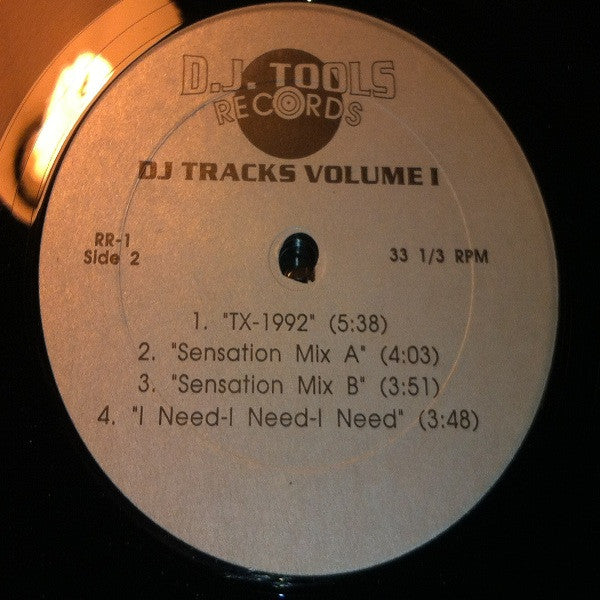 D.J. TOOLS
RECORDS
DJ TRACKS VOLUME I
RR-1
Side 2
33 1/3 RPM
1. "TX-1992" (5:38)
2. "Sensation Mix A" (4:03)
3. "Sensation Mix B" (3:51)
4. "I Need-I Need-I Need" (3:48)